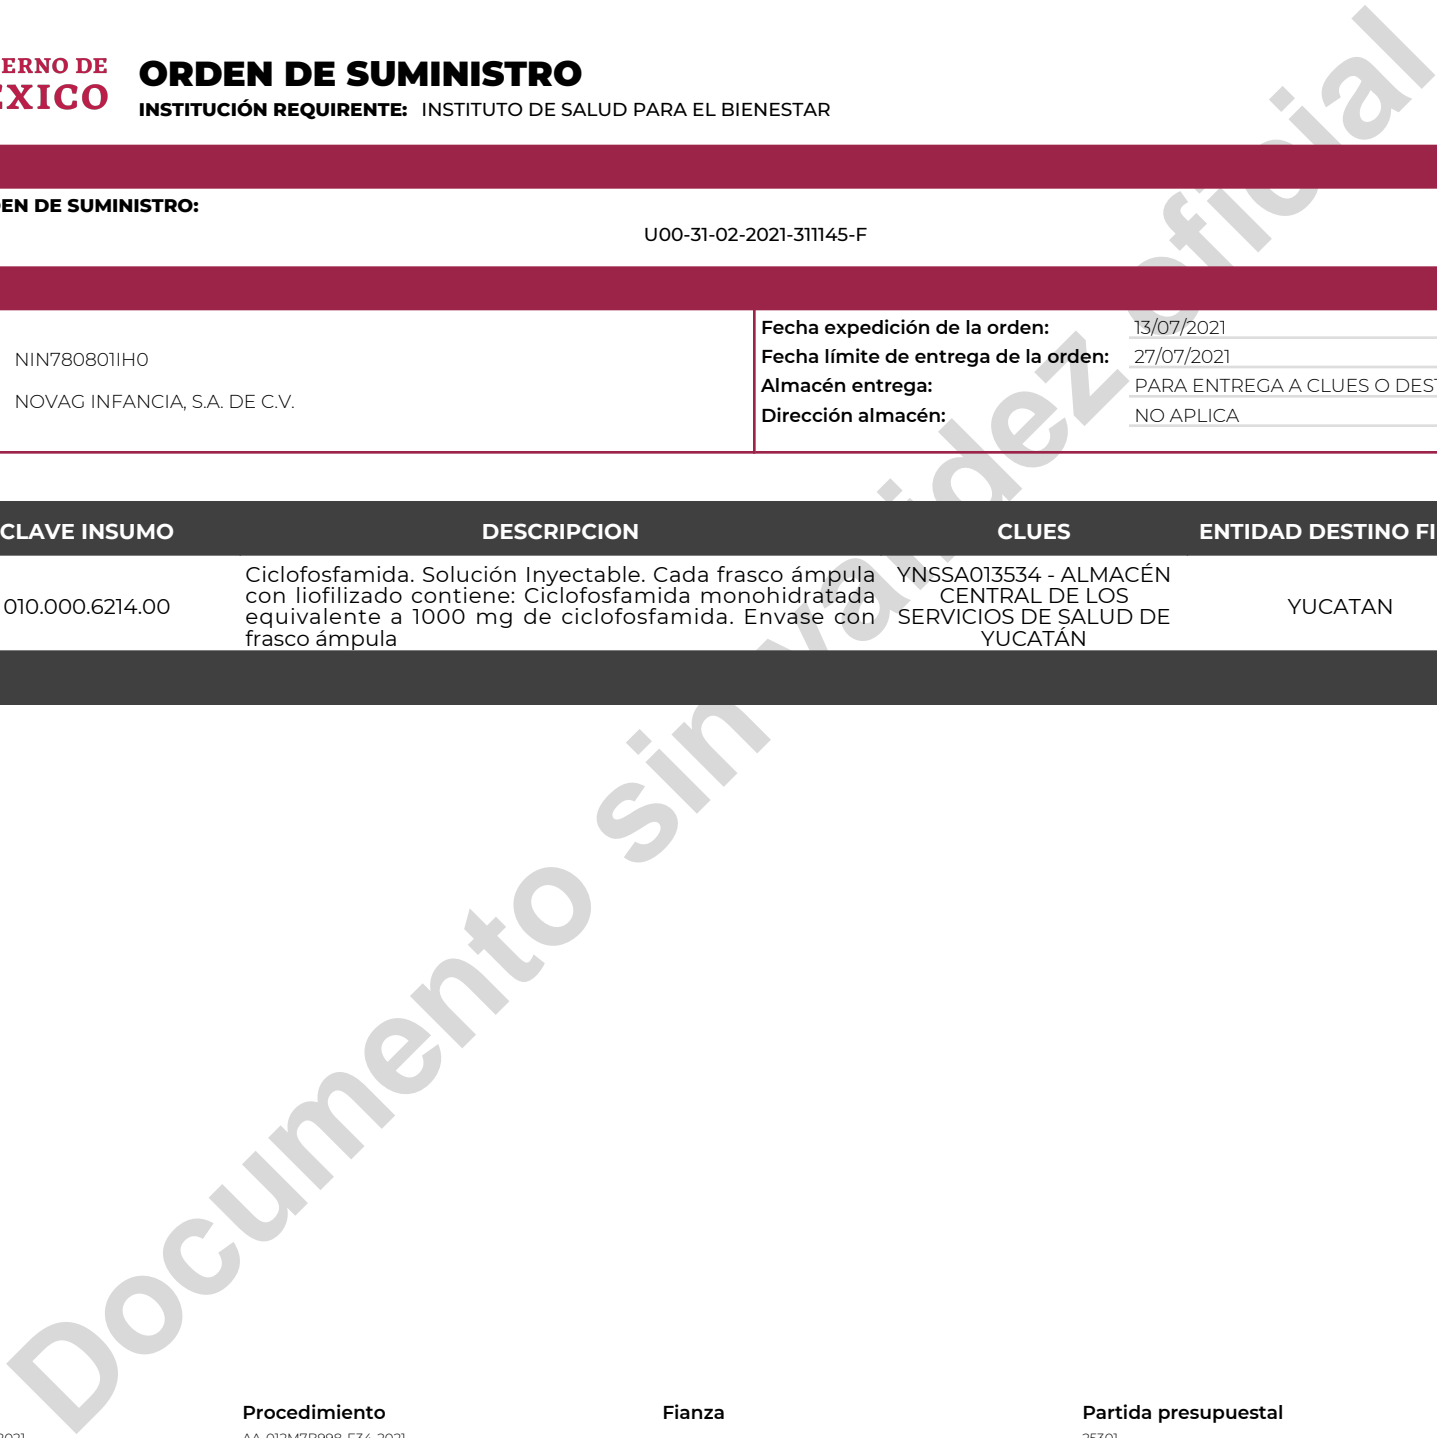 ERNO DE
ORDEN DE SUMINISTRO
EXICO
INSTITUCIÓN REQUIRENTE: INSTITUTO DE SALUD PARA EL BIENESTAR
EN DE SUMINISTRO:
U00-31-02-2021-311145-F
NIN780801IH0
NOVAG INFANCIA, S.A. DE C.V.
Fecha expedición de la orden: 13/07/2021
Fecha límite de entrega de la orden: 27/07/2021
Almacén entrega: PARA ENTREGA A CLUES O DEST
Dirección almacén: NO APLICA
CLAVE INSUMO DESCRIPCION CLUES ENTIDAD DESTINO FI
010.000.6214.00
Ciclofosfamida. Solución Inyectable. Cada frasco ámpula
con liofilizado contiene: Ciclofosfamida monohidratada
equivalente a 1000 mg de ciclofosfamida. Envase con
frasco ámpula
YNSSA013534 - ALMACÉN
CENTRAL DE LOS
SERVICIOS DE SALUD DE
YUCATÁN
YUCATAN
Documento sin validez oficial
Procedimiento Fianza Partida presupuestal